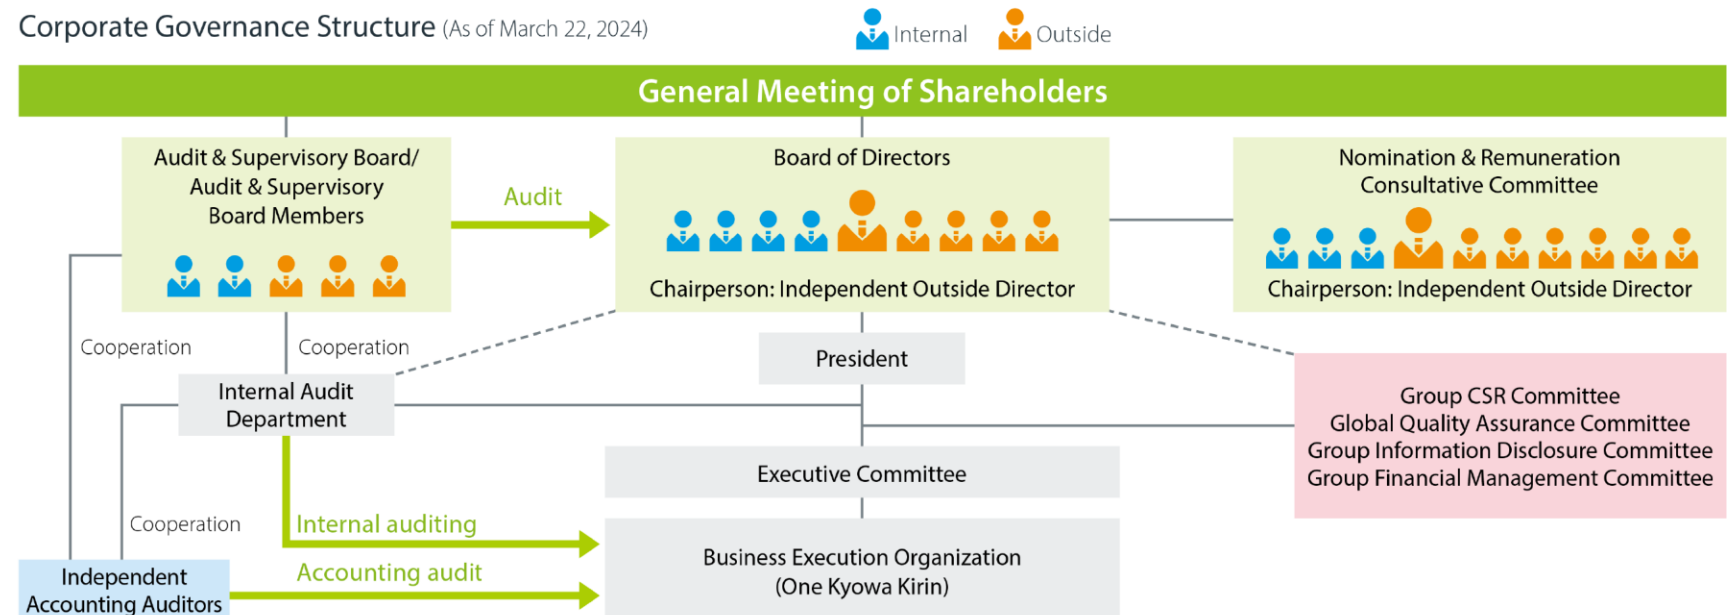 Corporate Governance Structure (As of March 22, 2024)
Internal
Outside
General Meeting of Shareholders
Audit & Supervisory Board/
Audit & Supervisory
Board Members
Audit
Board of Directors
Chairperson: Independent Outside Director
Nomination & Remuneration
Consultative Committee
Chairperson: Independent Outside Director
Cooperation
Cooperation
President
Internal Audit
Department
Group CSR Committee
Global Quality Assurance Committee
Group Information Disclosure Committee
Group Financial Management Committee
Executive Committee
Cooperation
Internal auditing
Business Execution Organization
(One Kyowa Kirin)
Accounting audit
Independent
Accounting Auditors